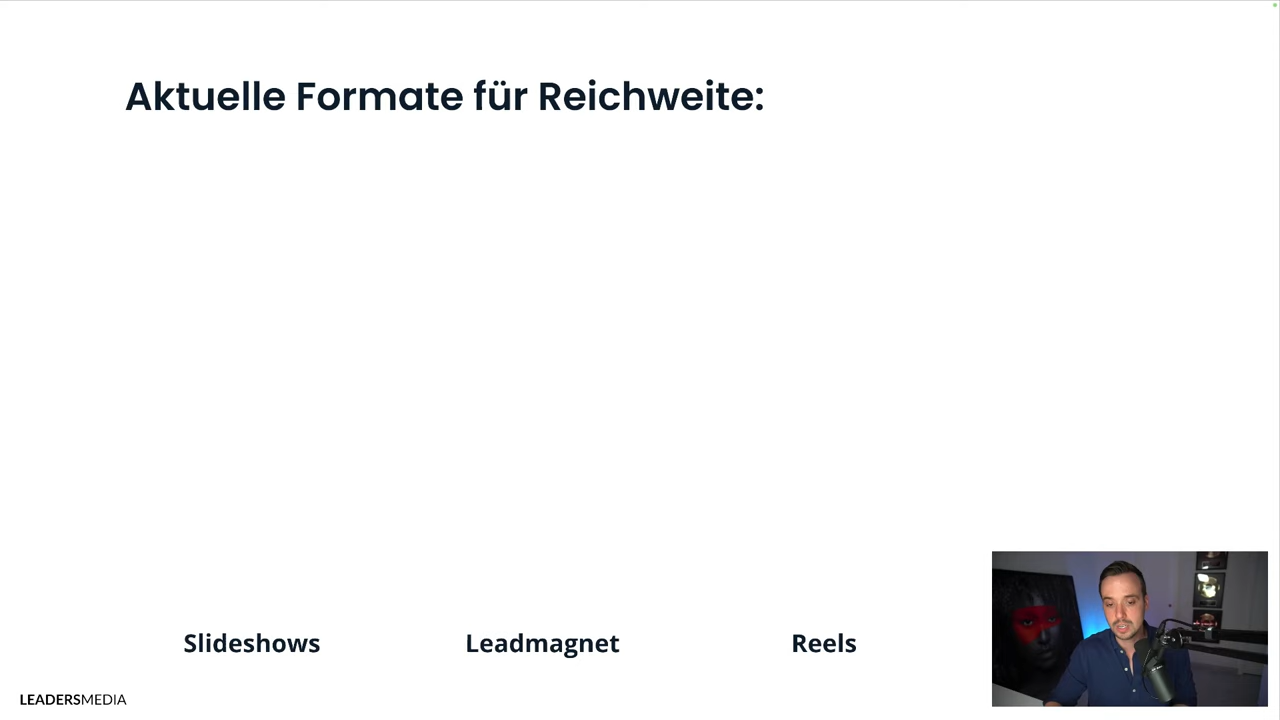 Aktuelle Formate für Reichweite:
Slideshows
Leadmagnet
Reels
LEADERSMEDIA